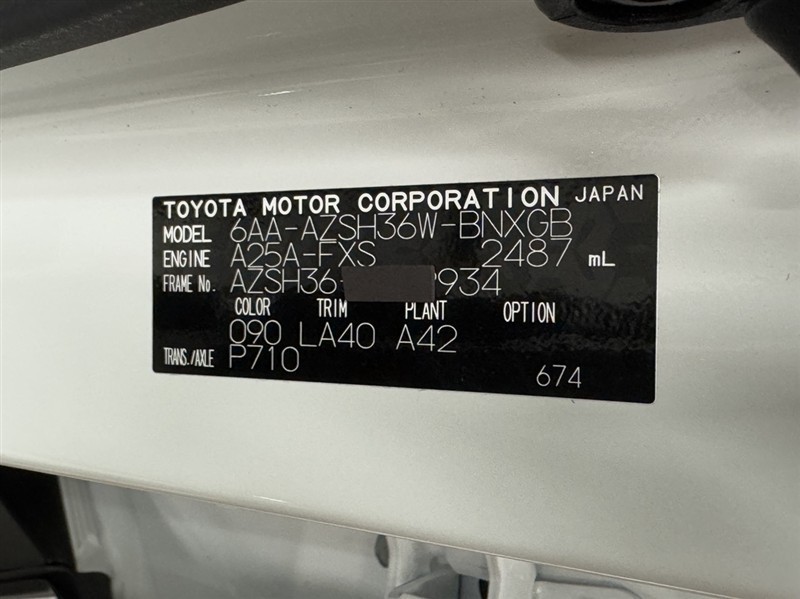 TOYOTA MOTOR CORPORATION JAPAN
MODEL 6AA-AZSH36W-BNXGB
ENGINE A25A-FXS 2487 mL
FRAME No. AZSH36- 934
COLOR TRIM PLANT OPTION
090 LA40 A42
TRANS./AXLE P710
674